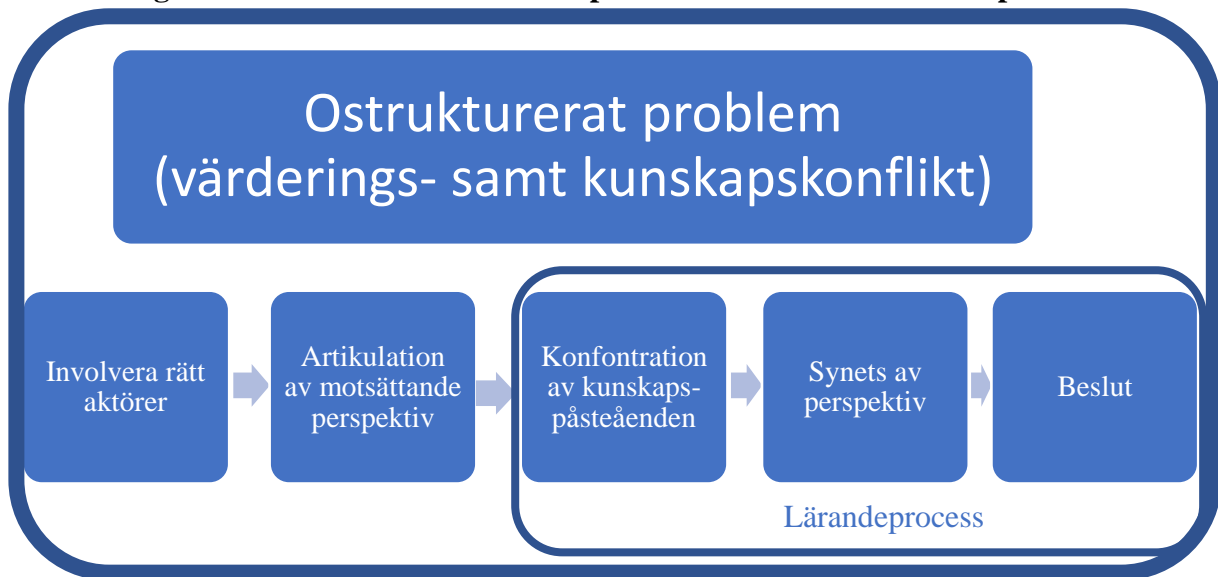 Ostrukturerat problem
(värderings- samt kunskapskonflikt)
Involvera rätt
aktörer
Artikulation
av motsättande
perspektiv
Konfontration
av kunskaps-
påsteåenden
Synets av
perspektiv
Beslut
Lärandeprocess